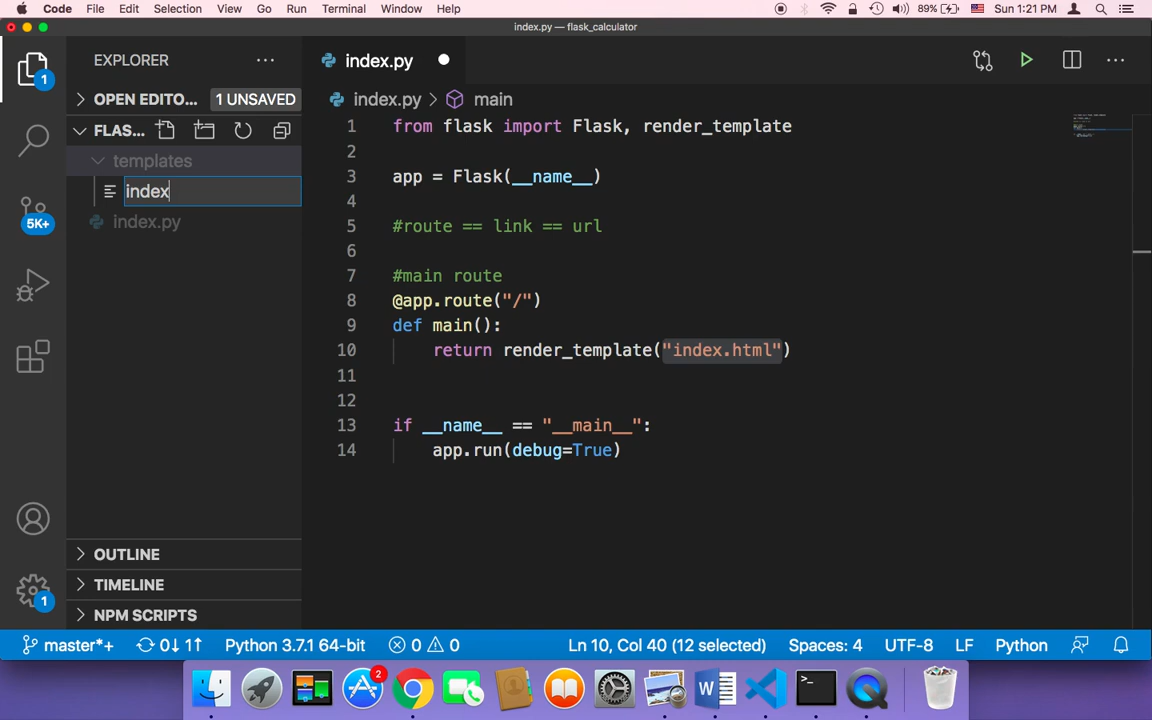 Code File Edit Selection View Go Run Terminal Window Help 89% Sun 1:21 PM
index.py — flask_calculator
EXPLORER
index.py
OPEN EDITO... 1 UNSAVED
index.py > main
FLAS...
templates
index
index.py
1 from flask import Flask, render_template
2
3 app = Flask(__name__)
4
5 #route == link == url
6
7 #main route
8 @app.route("/")
9 def main():
10 return render_template("index.html")
11
12
13 if __name__ == "__main__":
14 app.run(debug=True)
1
5K+
OUTLINE
TIMELINE
NPM SCRIPTS
1
master*+ 0↓ 1↑ Python 3.7.1 64-bit 0 0 Ln 10, Col 40 (12 selected) Spaces: 4 UTF-8 LF Python
2
W
>_